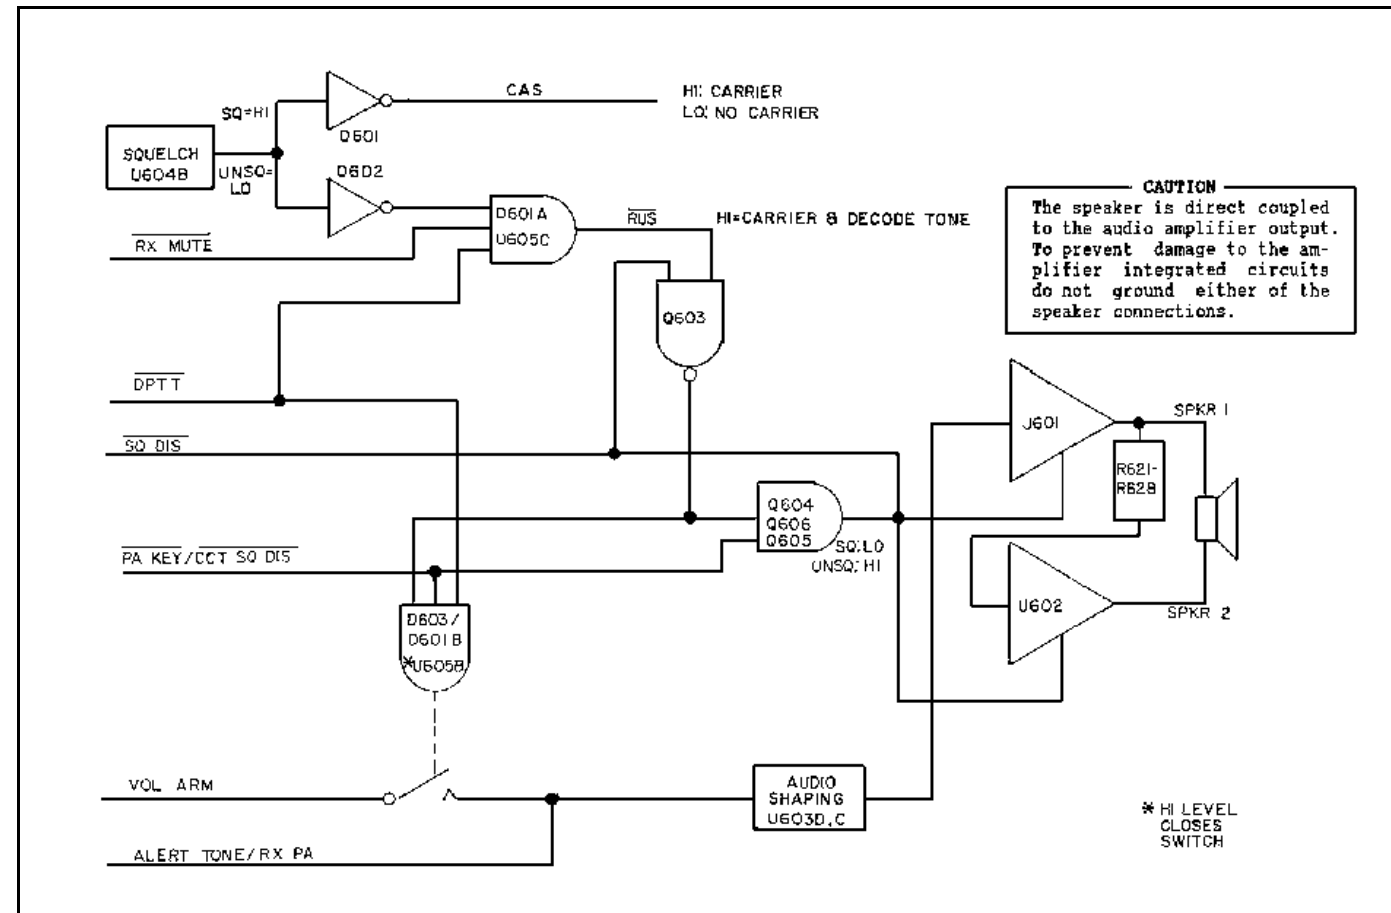 CAS
HI: CARRIER
LO: NO CARRIER
SQ=HI
Q601
SQUELCH
U604B
UNSQ=
LO
Q602
D601A
U605C
RUS
HI=CARRIER & DECODE TONE
RX MUTE
CAUTION
The speaker is direct coupled
to the audio amplifier output.
To prevent damage to the am-
plifier integrated circuits
do not ground either of the
speaker connections.
Q603
DPTT
SPKR 1
U601
SQ DIS
R621-
R628
Q604
Q606
Q605
SQ: LO
UNSQ: HI
PA KEY/CCT SQ DIS
U602
SPKR 2
D603/
D601B
*U605B
VOL ARM
AUDIO
SHAPING
U603D,C
* HI LEVEL
CLOSES
SWITCH
ALERT TONE/RX PA